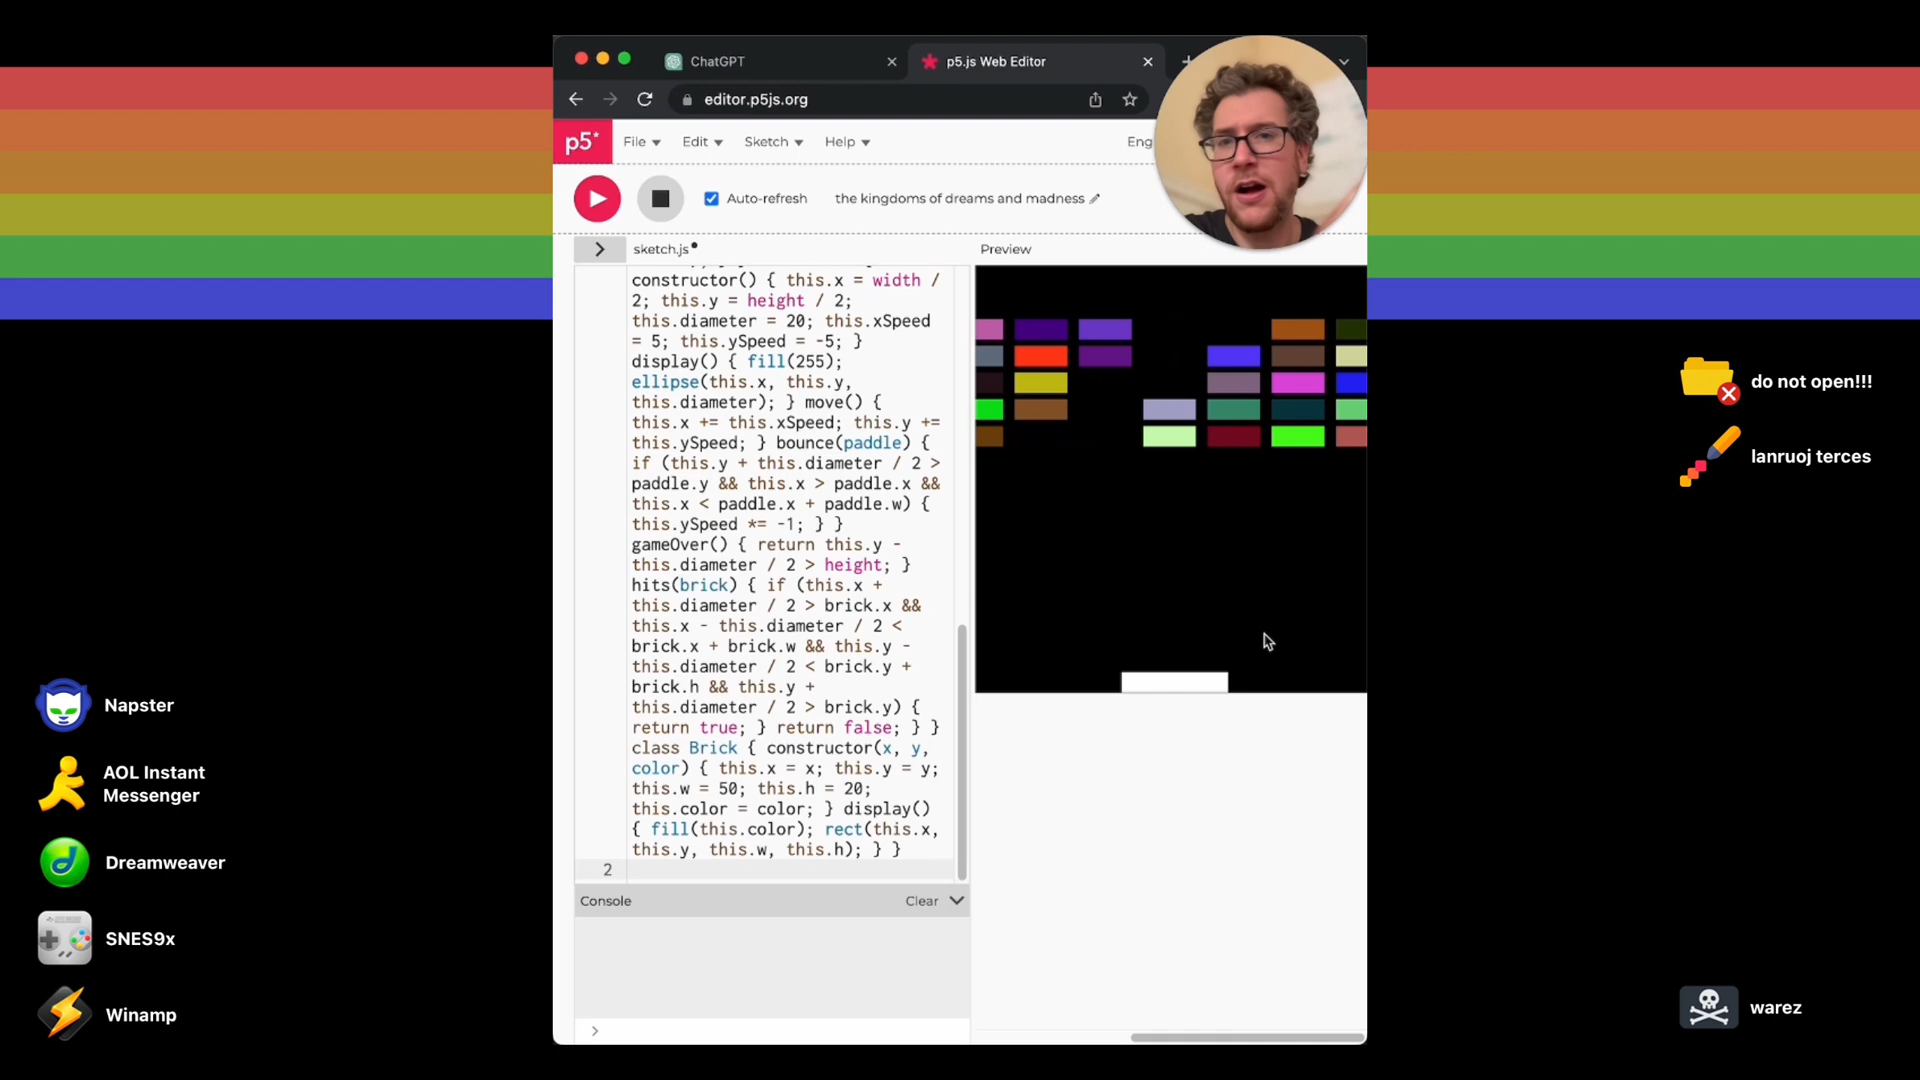 ChatGPT
p5.js Web Editor
editor.p5js.org
p5*
File
Edit
Sketch
Help
Eng
Auto-refresh
the kingdoms of dreams and madness
sketch.js
Preview
constructor() { this.x = width /
2; this.y = height / 2;
this.diameter = 20; this.xSpeed
= 5; this.ySpeed = -5; }
display() { fill(255);
ellipse(this.x, this.y,
this.diameter); } move() {
this.x += this.xSpeed; this.y +=
this.ySpeed; } bounce(paddle) {
if (this.y + this.diameter / 2 >
paddle.y && this.x > paddle.x &&
this.x < paddle.x + paddle.w) {
this.ySpeed *= -1; } }
gameOver() { return this.y -
this.diameter / 2 > height; }
hits(brick) { if (this.x +
this.diameter / 2 > brick.x &&
this.x - this.diameter / 2 <
brick.x + brick.w && this.y -
this.diameter / 2 < brick.y +
brick.h && this.y +
this.diameter / 2 > brick.y) {
return true; } return false; } }
class Brick { constructor(x, y,
color) { this.x = x; this.y = y;
this.w = 50; this.h = 20;
this.color = color; } display()
{ fill(this.color); rect(this.x,
this.y, this.w, this.h); } }
2
Console
Clear
>
Napster
AOL Instant
Messenger
Dreamweaver
SNES9x
Winamp
do not open!!!
lanruoj terces
warez